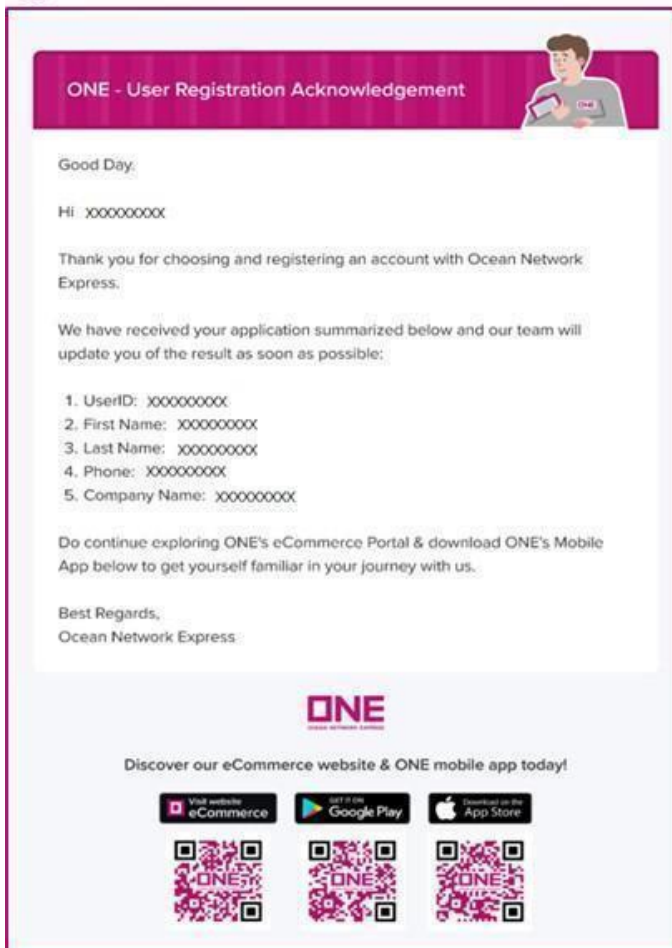 ONE - User Registration Acknowledgement
ONE
Good Day.
Hi XXXXXXXXX
Thank you for choosing and registering an account with Ocean Network
Express.
We have received your application summarized below and our team will
update you of the result as soon as possible:
1. UserID: XXXXXXXXX
2. First Name: XXXXXXXXX
3. Last Name: XXXXXXXXX
4. Phone: XXXXXXXXX
5. Company Name: XXXXXXXXX
Do continue exploring ONE's eCommerce Portal & download ONE's Mobile
App below to get yourself familiar in your journey with us.
Best Regards,
Ocean Network Express
ONE
OCEAN NETWORK EXPRESS
Discover our eCommerce website & ONE mobile app today!
Visit website
eCommerce
GET IT ON
Google Play
Download on the
App Store
ONE
ONE
ONE